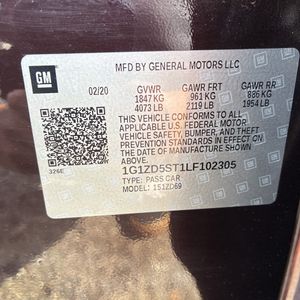 GM
MFD BY GENERAL MOTORS LLC
02/20 GVWR GAWR FRT GAWR RR
1847 KG 961 KG 886 KG
4073 LB 2119 LB 1954 LB
THIS VEHICLE CONFORMS TO ALL
APPLICABLE U.S. FEDERAL MOTOR
VEHICLE SAFETY, BUMPER, AND THEFT
PREVENTION STANDARDS IN EFFECT
ON THE DATE OF MANUFACTURE
SHOWN ABOVE.
326E
1G1ZD5ST1LF102305
TYPE: PASS CAR
MODEL: 1S1ZD69